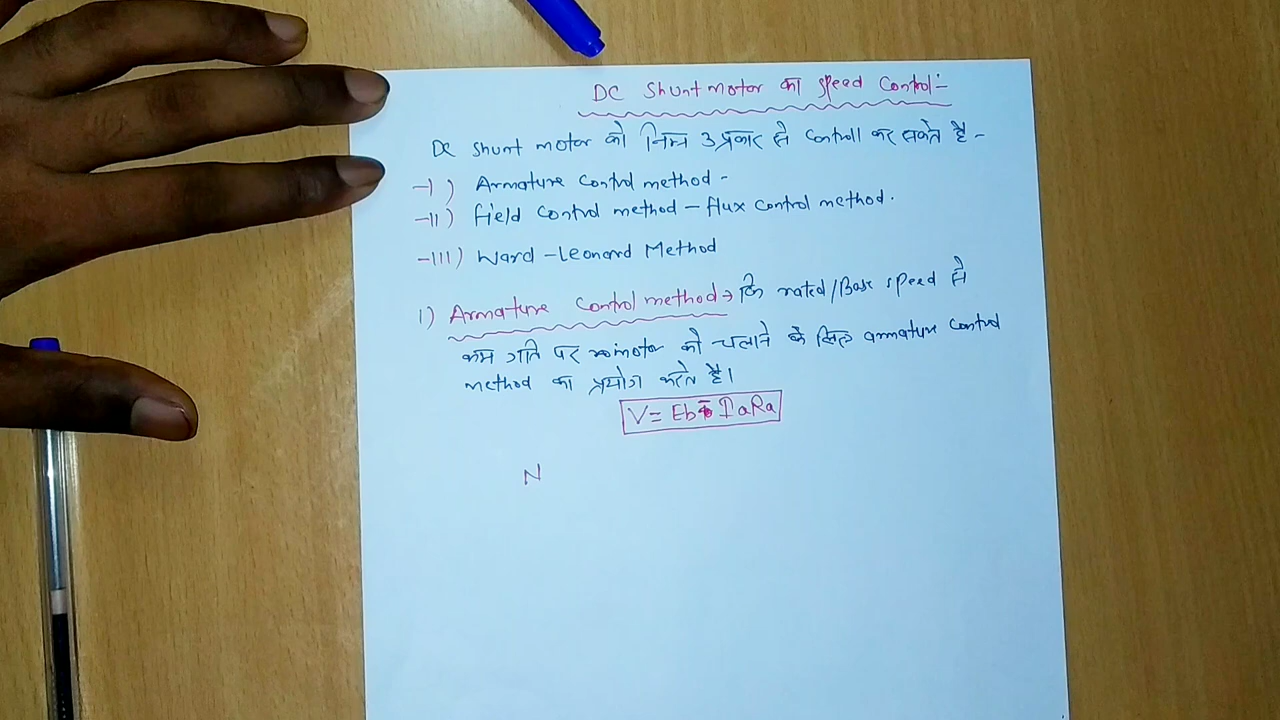 DC Shunt motor का speed Control:-
DC shunt motor को निम्न 3 प्रकार से Controll कर सकते है -
-I) Armature Control method -
-II) field control method - flux control method.
-III) Ward - Leonard Method
1) Armature Control method → कि rated/Base speed से
कम गति पर motor को चलाने के लिए armature control
method का प्रयोग करते है।
V = Eb + IaRa
N